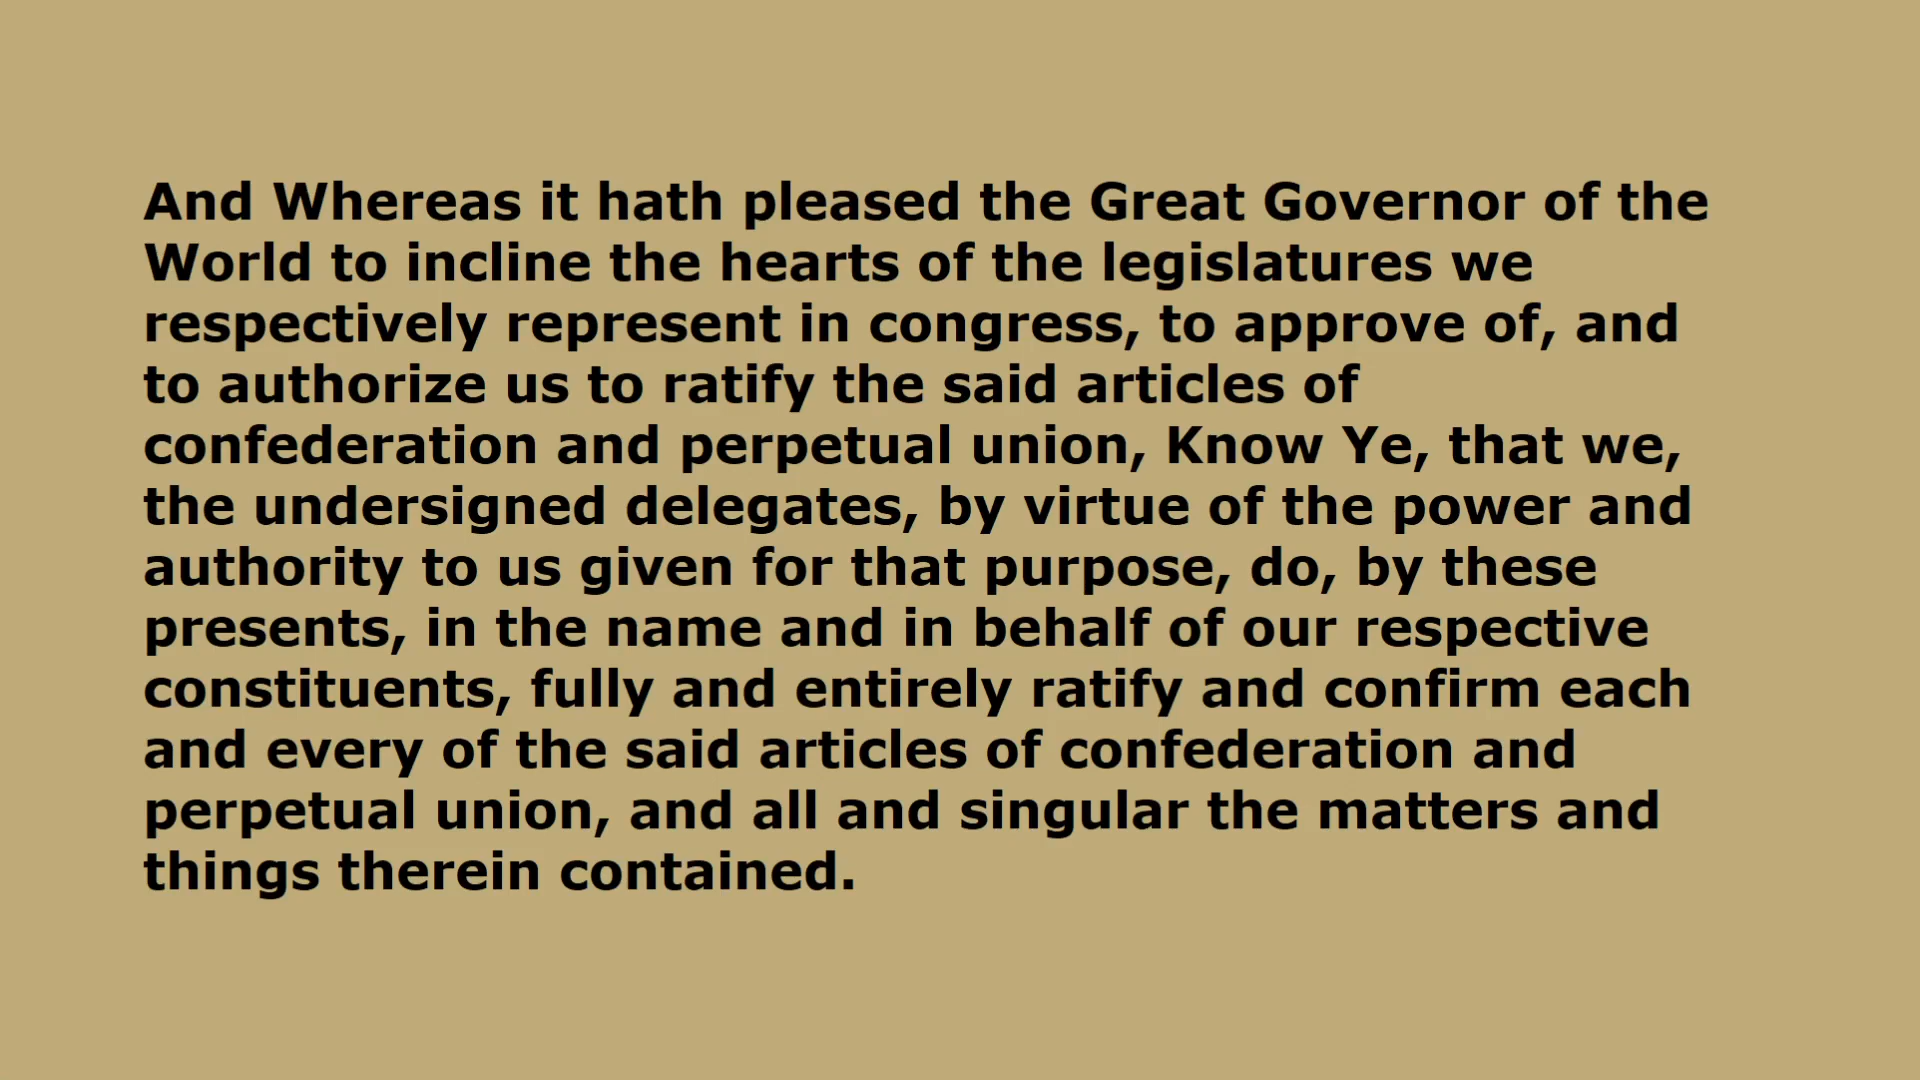 And Whereas it hath pleased the Great Governor of the
World to incline the hearts of the legislatures we
respectively represent in congress, to approve of, and
to authorize us to ratify the said articles of
confederation and perpetual union, Know Ye, that we,
the undersigned delegates, by virtue of the power and
authority to us given for that purpose, do, by these
presents, in the name and in behalf of our respective
constituents, fully and entirely ratify and confirm each
and every of the said articles of confederation and
perpetual union, and all and singular the matters and
things therein contained.